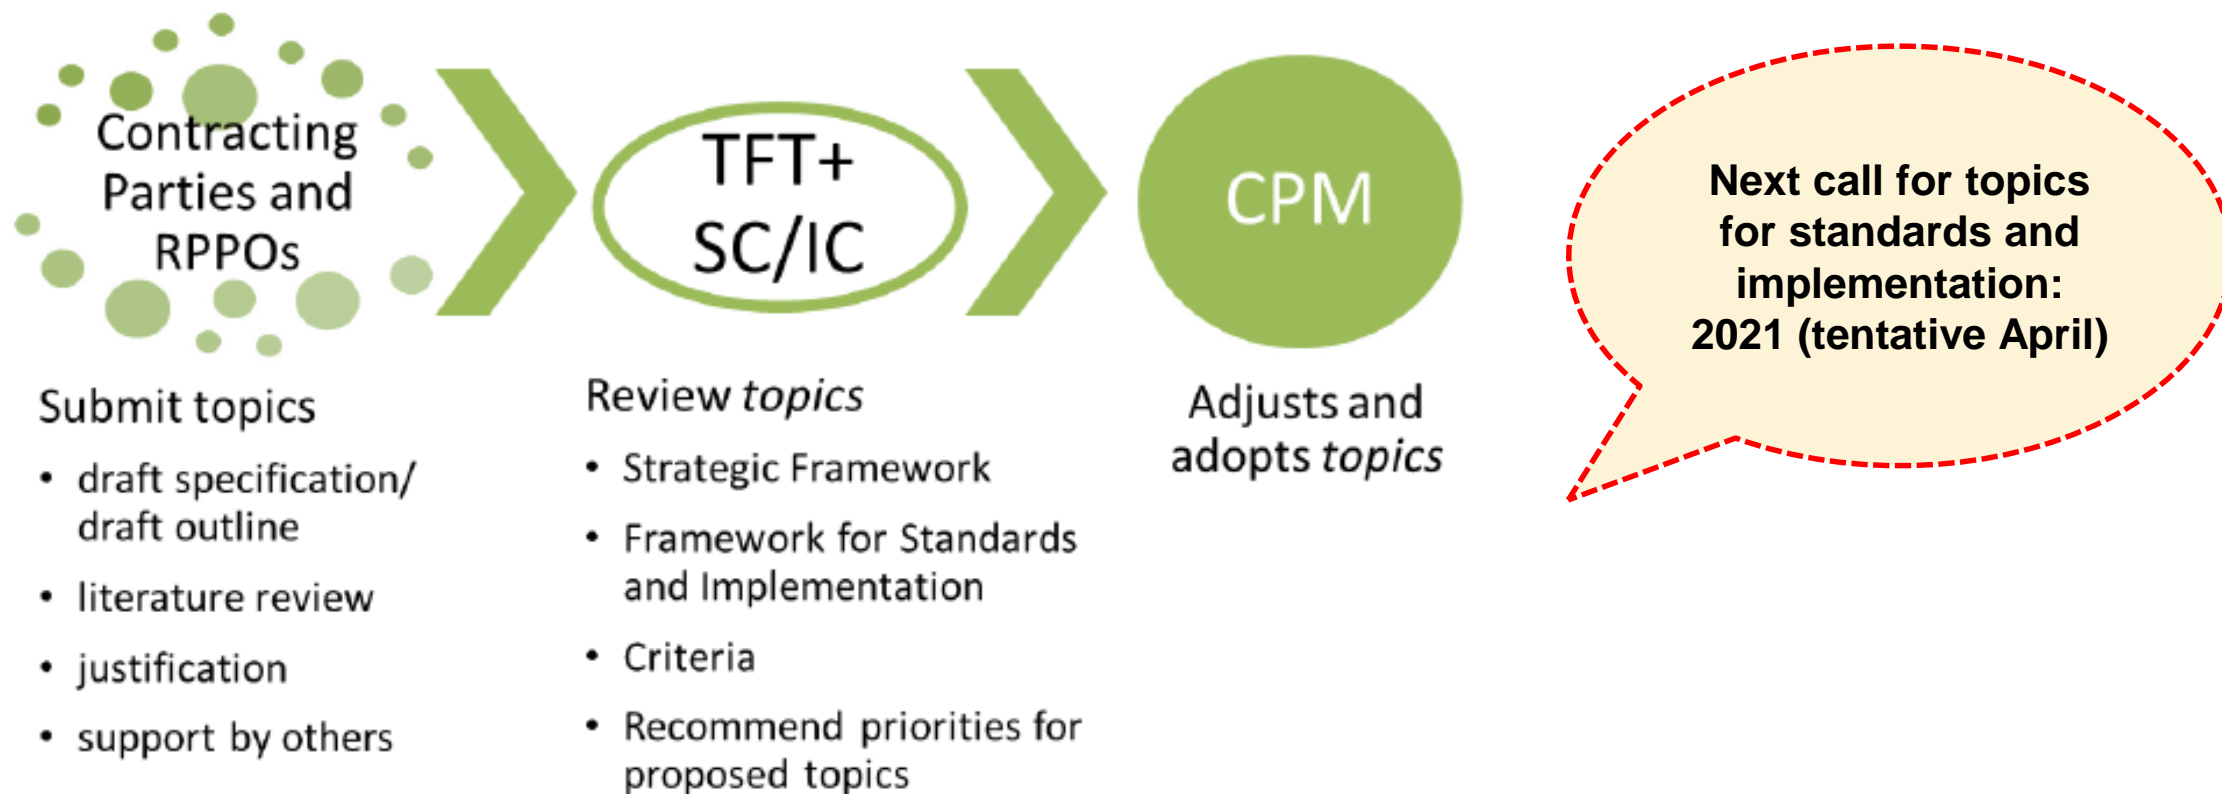 Contracting
Parties and
RPPOs
Submit topics
• draft specification/
draft outline
• literature review
• justification
• support by others
TFT+
SC/IC
Review topics
• Strategic Framework
• Framework for Standards
and Implementation
• Criteria
• Recommend priorities for
proposed topics
CPM
Adjusts and
adopts topics
Next call for topics
for standards and
implementation:
2021 (tentative April)